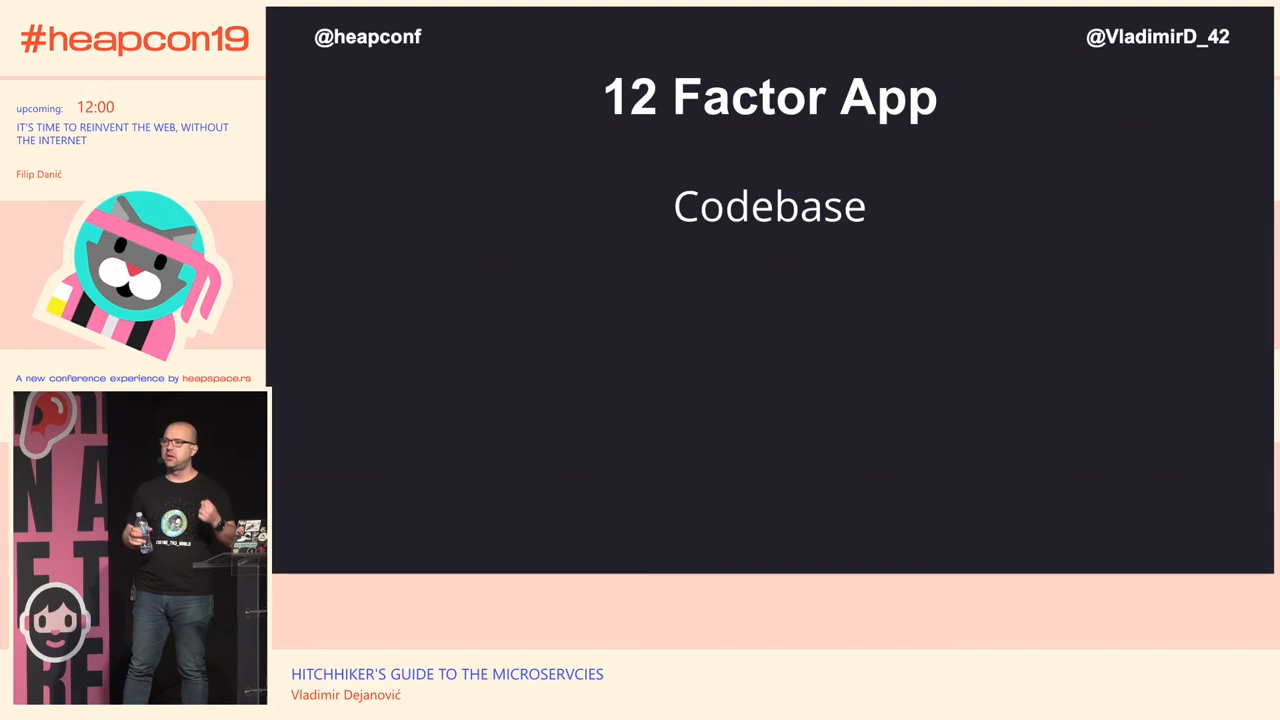 #heapcon19
upcoming: 12:00
IT'S TIME TO REINVENT THE WEB, WITHOUT
THE INTERNET
Filip Danić
A new conference experience by heapspace.rs
@heapconf
@VladimirD_42
12 Factor App
Codebase
HITCHHIKER'S GUIDE TO THE MICROSERVCIES
Vladimir Dejanović